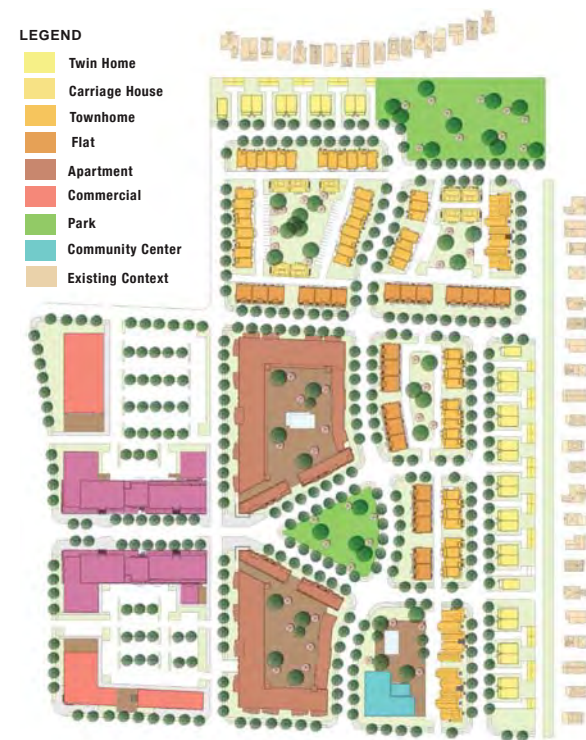 LEGEND
Twin Home
Carriage House
Townhome
Flat
Apartment
Commercial
Park
Community Center
Existing Context